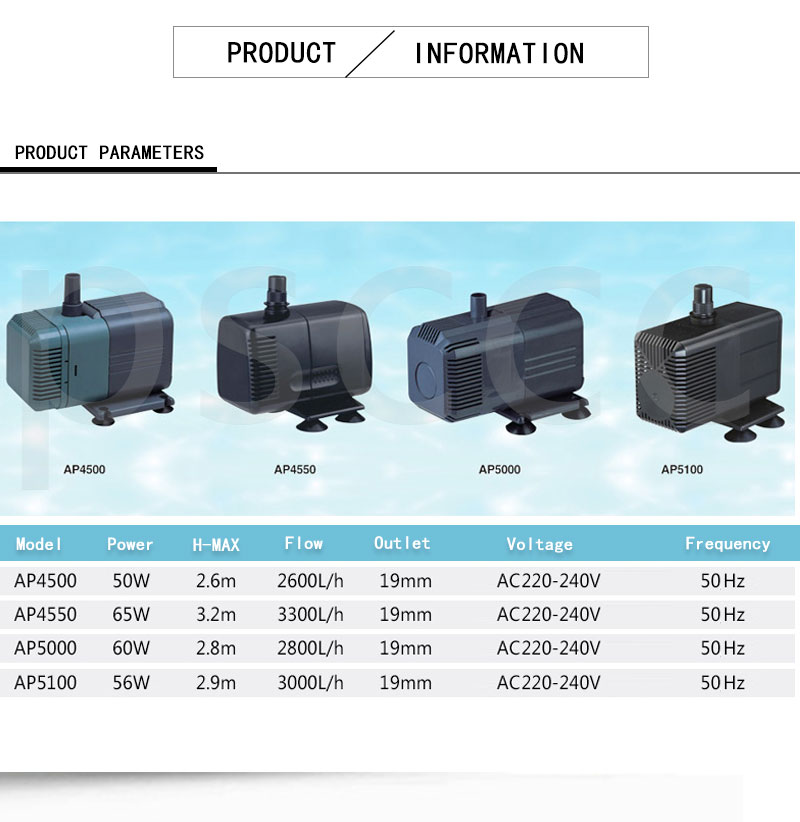 PRODUCT / INFORMATION
PRODUCT PARAMETERS
psccc
AP4500 AP4550 AP5000 AP5100
Model Power H-MAX Flow Outlet Voltage Frequency
AP4500 50W 2.6m 2600L/h 19mm AC220-240V 50Hz
AP4550 65W 3.2m 3300L/h 19mm AC220-240V 50Hz
AP5000 60W 2.8m 2800L/h 19mm AC220-240V 50Hz
AP5100 56W 2.9m 3000L/h 19mm AC220-240V 50Hz